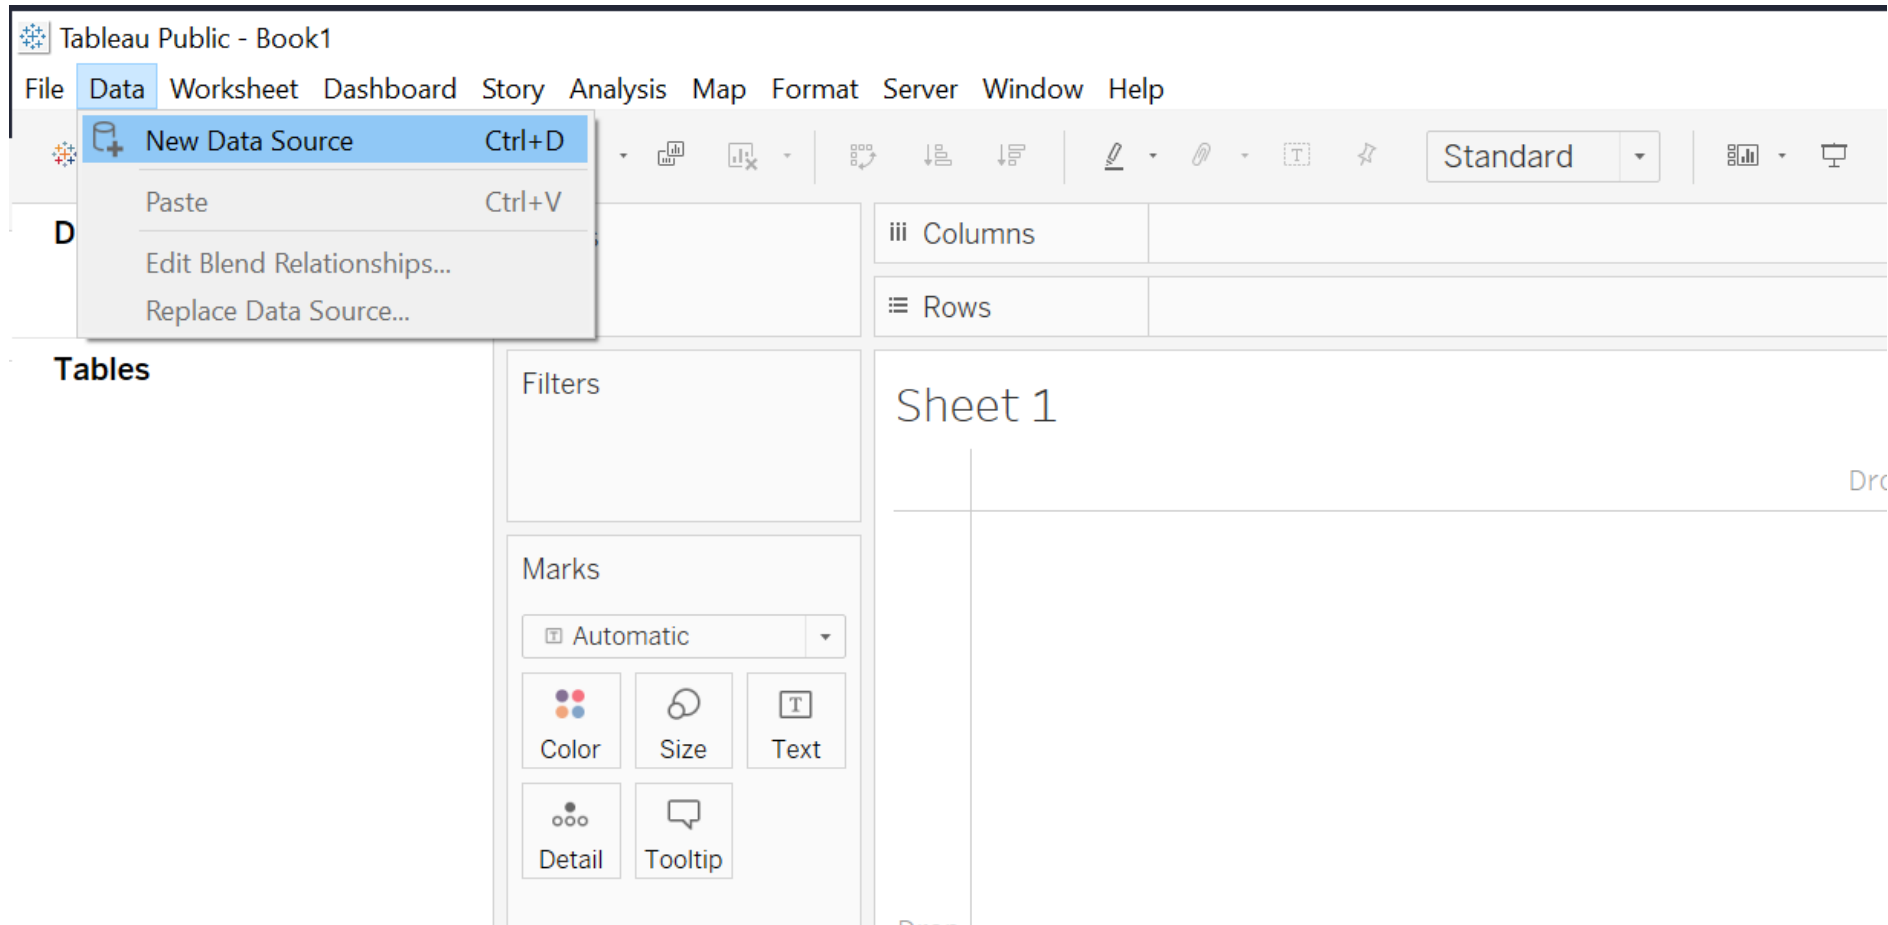 Tableau Public - Book1
File Data Worksheet Dashboard Story Analysis Map Format Server Window Help
New Data Source Ctrl+D
Standard
Paste Ctrl+V
D
Columns
Edit Blend Relationships...
Replace Data Source...
Rows
Tables
Filters
Sheet 1
Marks
Automatic
Color Size Text
Detail Tooltip